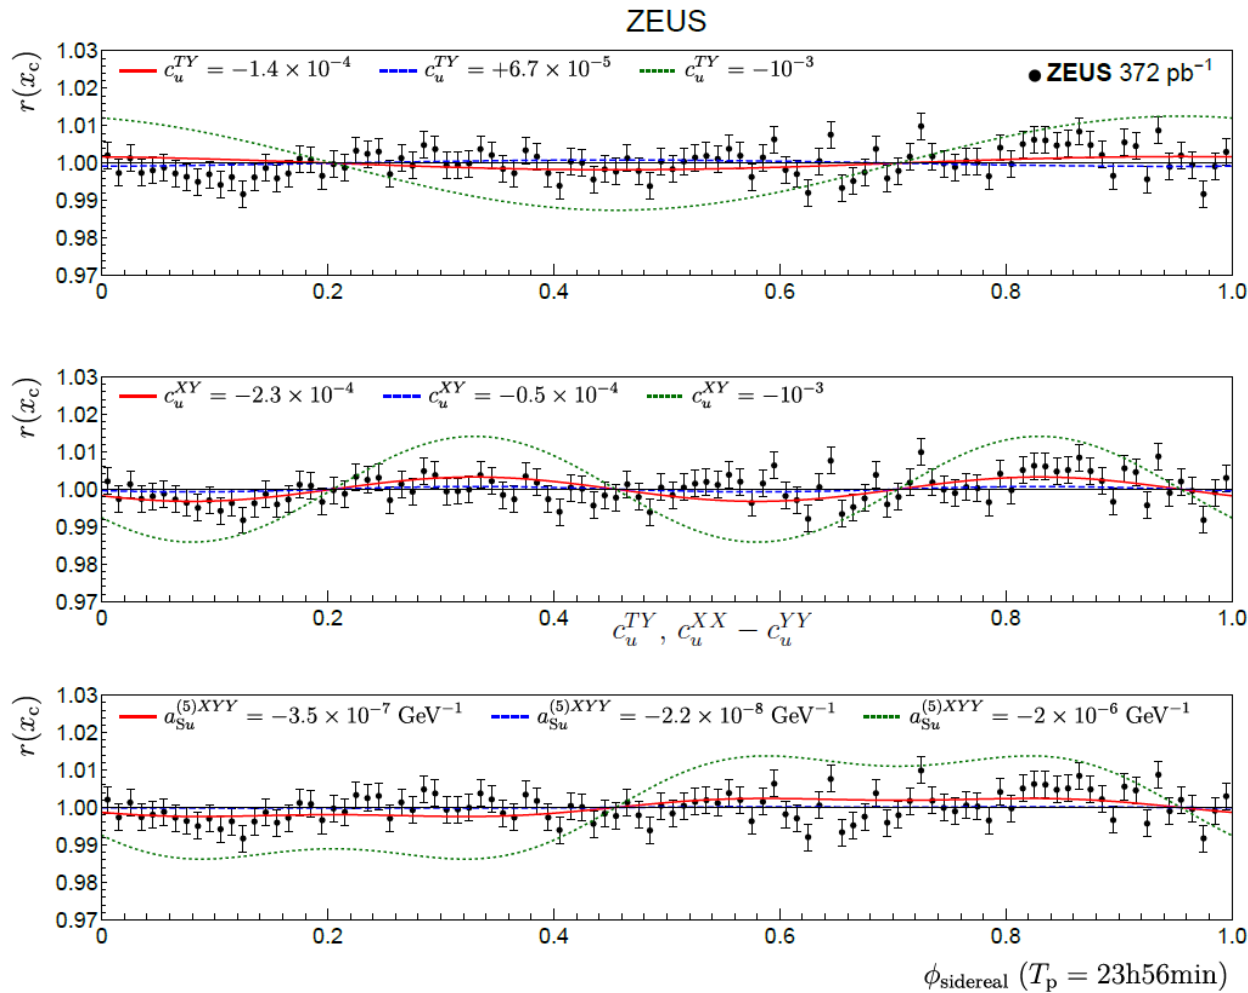 ZEUS
r(x_c)
1.03
1.02
1.01
1.00
0.99
0.98
0.97
c_u^{TY} = −1.4 × 10^{−4} c_u^{TY} = +6.7 × 10^{−5} c_u^{TY} = −10^{−3}
ZEUS 372 pb^{−1}
0 0.2 0.4 0.6 0.8 1.0
r(x_c)
1.03
1.02
1.01
1.00
0.99
0.98
0.97
c_u^{XY} = −2.3 × 10^{−4} c_u^{XY} = −0.5 × 10^{−4} c_u^{XY} = −10^{−3}
0 0.2 0.4 0.6 0.8 1.0
c_u^{TY}, c_u^{XX} − c_u^{YY}
r(x_c)
1.03
1.02
1.01
1.00
0.99
0.98
0.97
a_{Su}^{(5)XYY} = −3.5 × 10^{−7} GeV^{−1} a_{Su}^{(5)XYY} = −2.2 × 10^{−8} GeV^{−1} a_{Su}^{(5)XYY} = −2 × 10^{−6} GeV^{−1}
0 0.2 0.4 0.6 0.8 1.0
ϕ_{sidereal} (T_p = 23h56min)